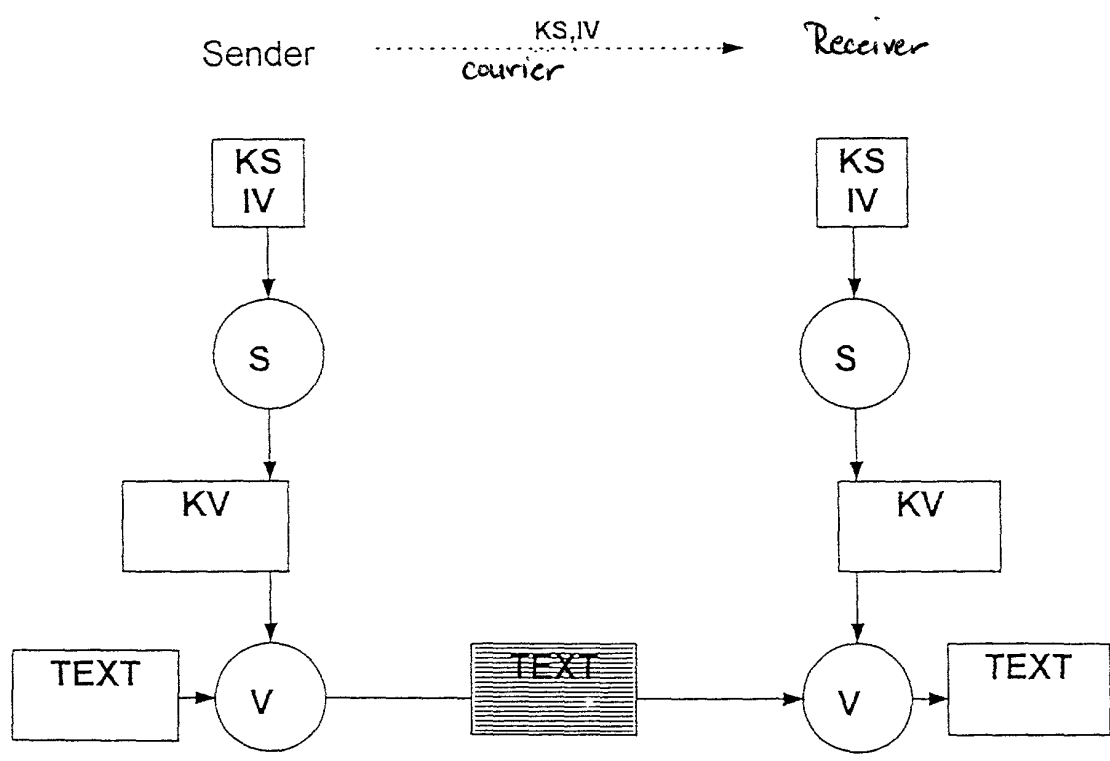 Sender
KS,IV
courier
Receiver
KS
IV
KS
IV
S
S
KV
KV
TEXT
V
TEXT
V
TEXT